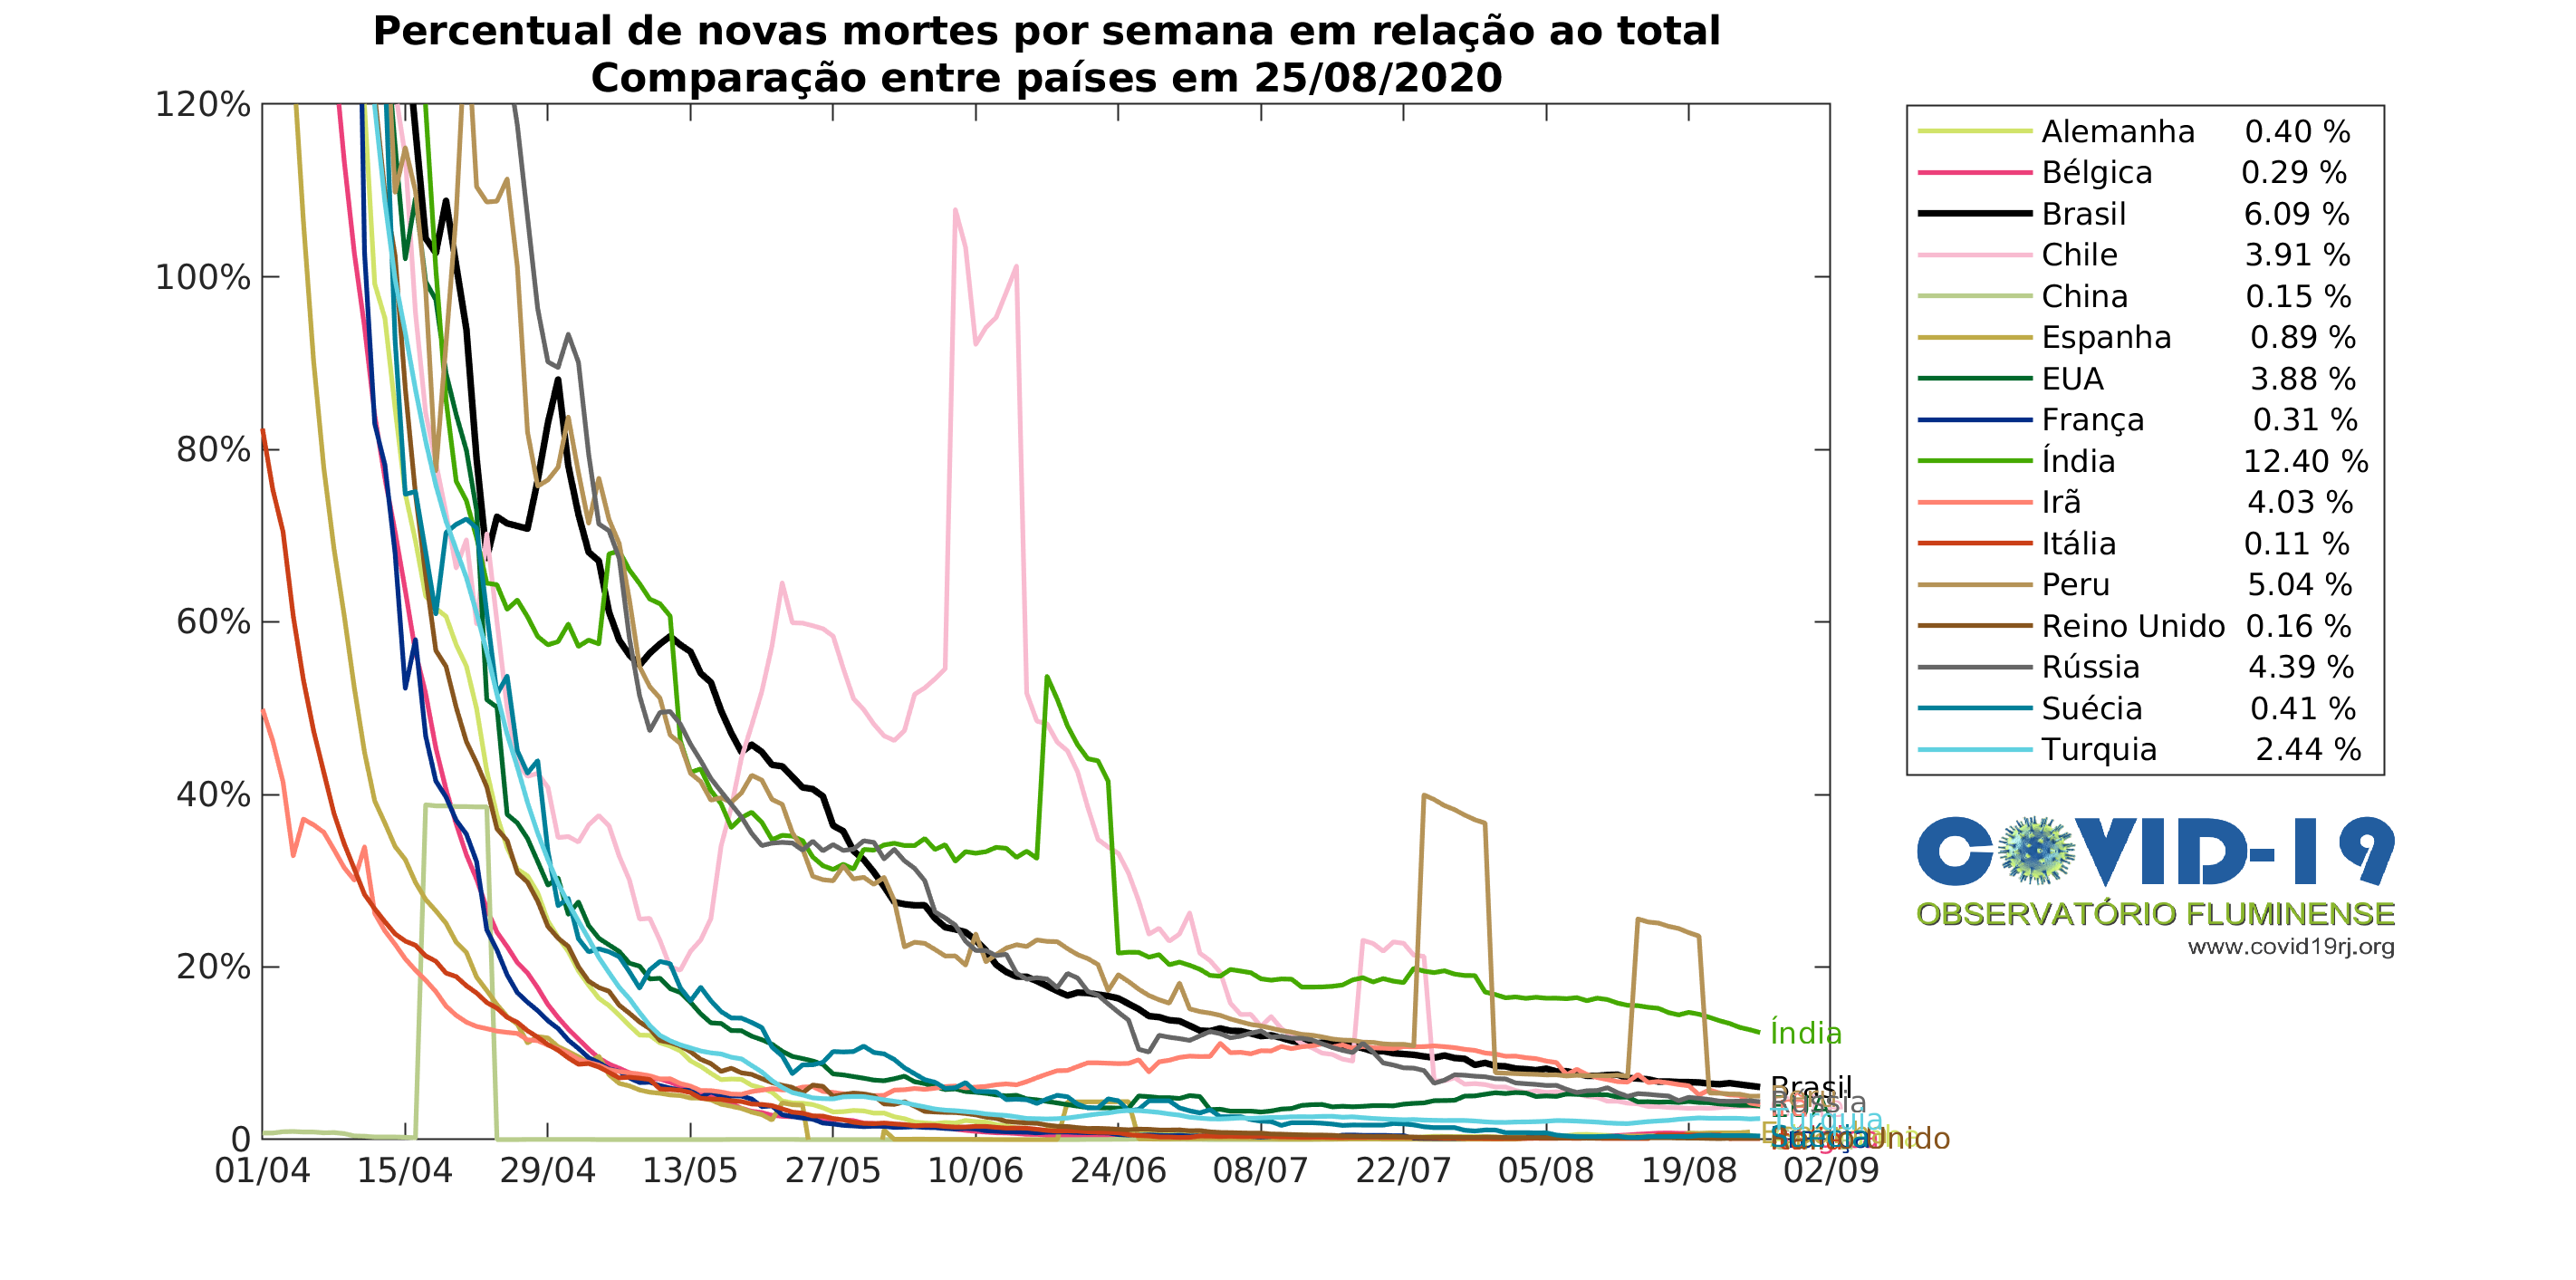 Percentual de novas mortes por semana em relação ao total
Comparação entre países em 25/08/2020
120%
100%
80%
60%
40%
20%
0
01/04 15/04 29/04 13/05 27/05 10/06 24/06 08/07 22/07 05/08 19/08 02/09
Índia
Brasil
Rússia
Turquia
Alemanha 0.40 %
Bélgica 0.29 %
Brasil 6.09 %
Chile 3.91 %
China 0.15 %
Espanha 0.89 %
EUA 3.88 %
França 0.31 %
Índia 12.40 %
Irã 4.03 %
Itália 0.11 %
Peru 5.04 %
Reino Unido 0.16 %
Rússia 4.39 %
Suécia 0.41 %
Turquia 2.44 %
COVID-19
OBSERVATÓRIO FLUMINENSE
www.covid19rj.org